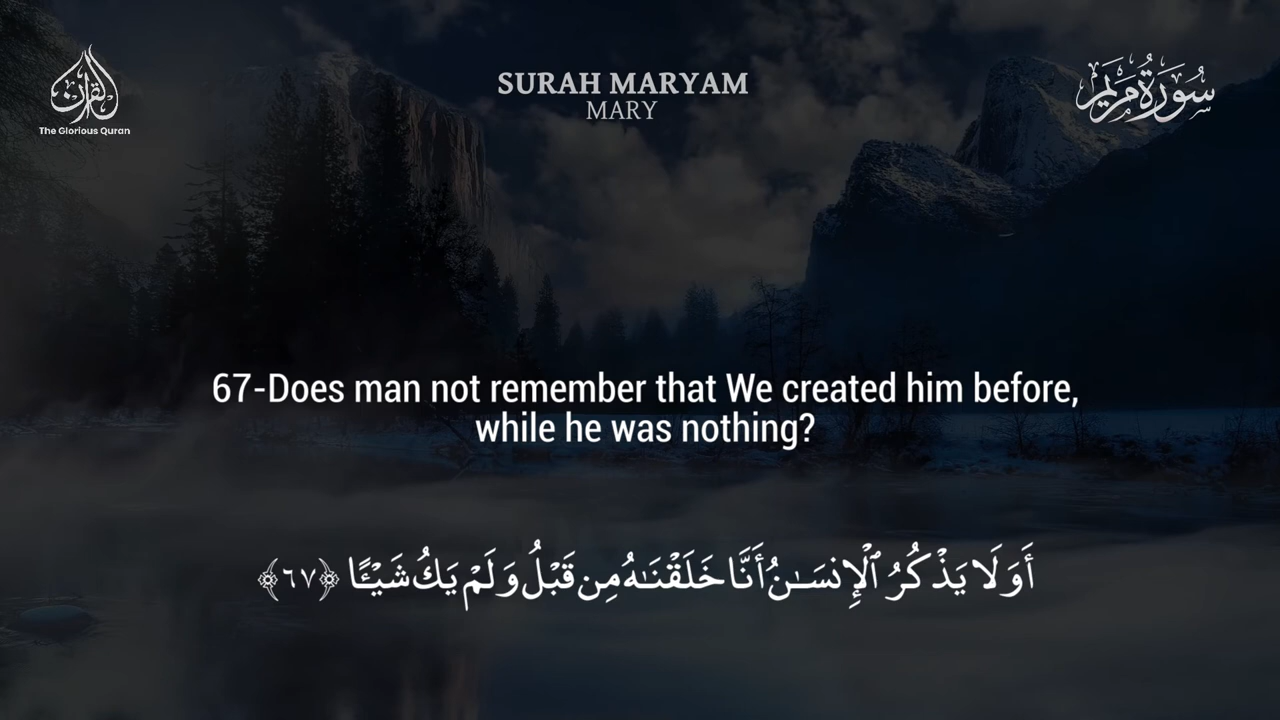 القرآن
The Glorious Quran
SURAH MARYAM
MARY
سُورَةُ مَرْيَم
67-Does man not remember that We created him before,
while he was nothing?
أَوَلَا يَذْكُرُ ٱلْإِنسَـٰنُ أَنَّا خَلَقْنَـٰهُ مِن قَبْلُ وَلَمْ يَكُ شَيْـًٔا ﴿٦٧﴾